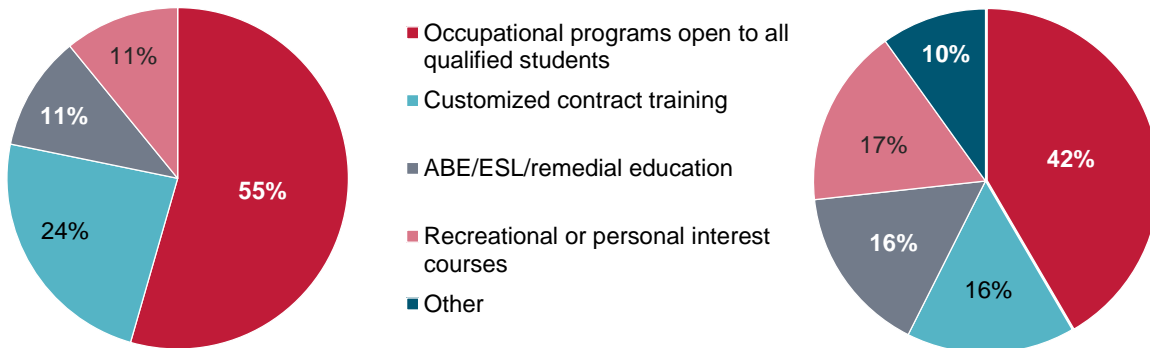 11%
11%
24%
55%
Occupational programs open to all
qualified students
Customized contract training
ABE/ESL/remedial education
Recreational or personal interest
courses
Other
10%
17%
16%
16%
42%